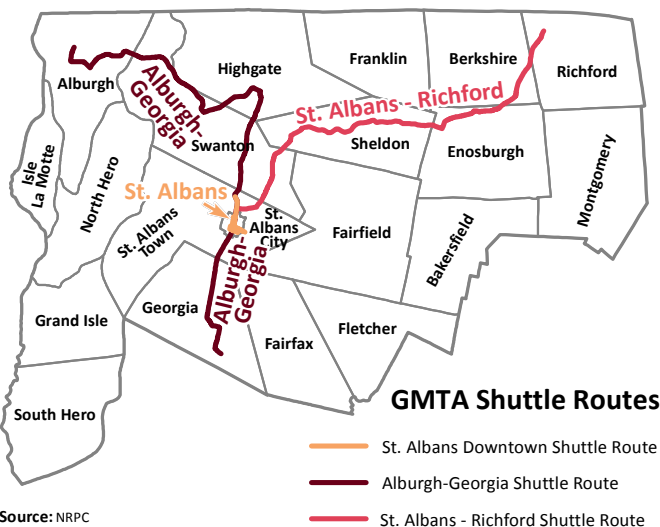 Franklin
Berkshire
Richford
Highgate
Alburgh
Alburgh-
Georgia
St. Albans - Richford
Swanton
Sheldon
Enosburgh
Isle
La Motte
North Hero
Montgomery
St. Albans
St. Albans
Town
St.
Albans
City
Fairfield
Bakersfield
Alburgh-
Georgia
Georgia
Grand Isle
Fairfax
Fletcher
South Hero
GMTA Shuttle Routes
St. Albans Downtown Shuttle Route
Alburgh-Georgia Shuttle Route
St. Albans - Richford Shuttle Route
Source: NRPC